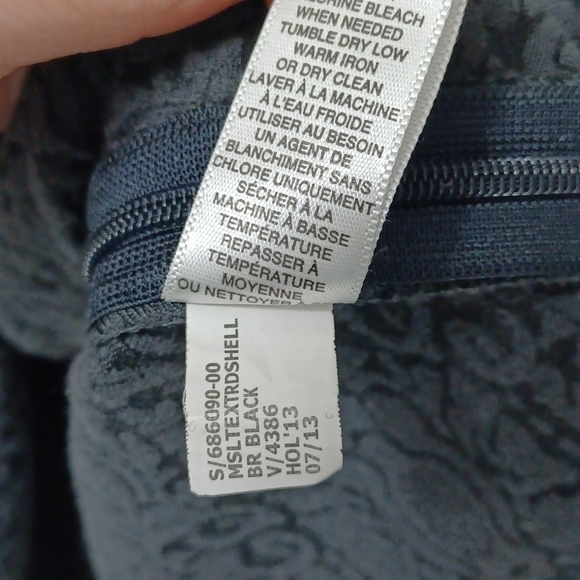 CHLORINE BLEACH
WHEN NEEDED
TUMBLE DRY LOW
WARM IRON
OR DRY CLEAN
LAVER À LA MACHINE
À L'EAU FROIDE
UTILISER AU BESOIN
UN AGENT DE
BLANCHIMENT SANS
CHLORE UNIQUEMENT
SÉCHER À LA
MACHINE À BASSE
TEMPÉRATURE
REPASSER À
TEMPÉRATURE
MOYENNE
OU NETTOYER
S/686090-00
MSLTEXTRDSHELL
BR BLACK
V/4386
HOL'13
07/13